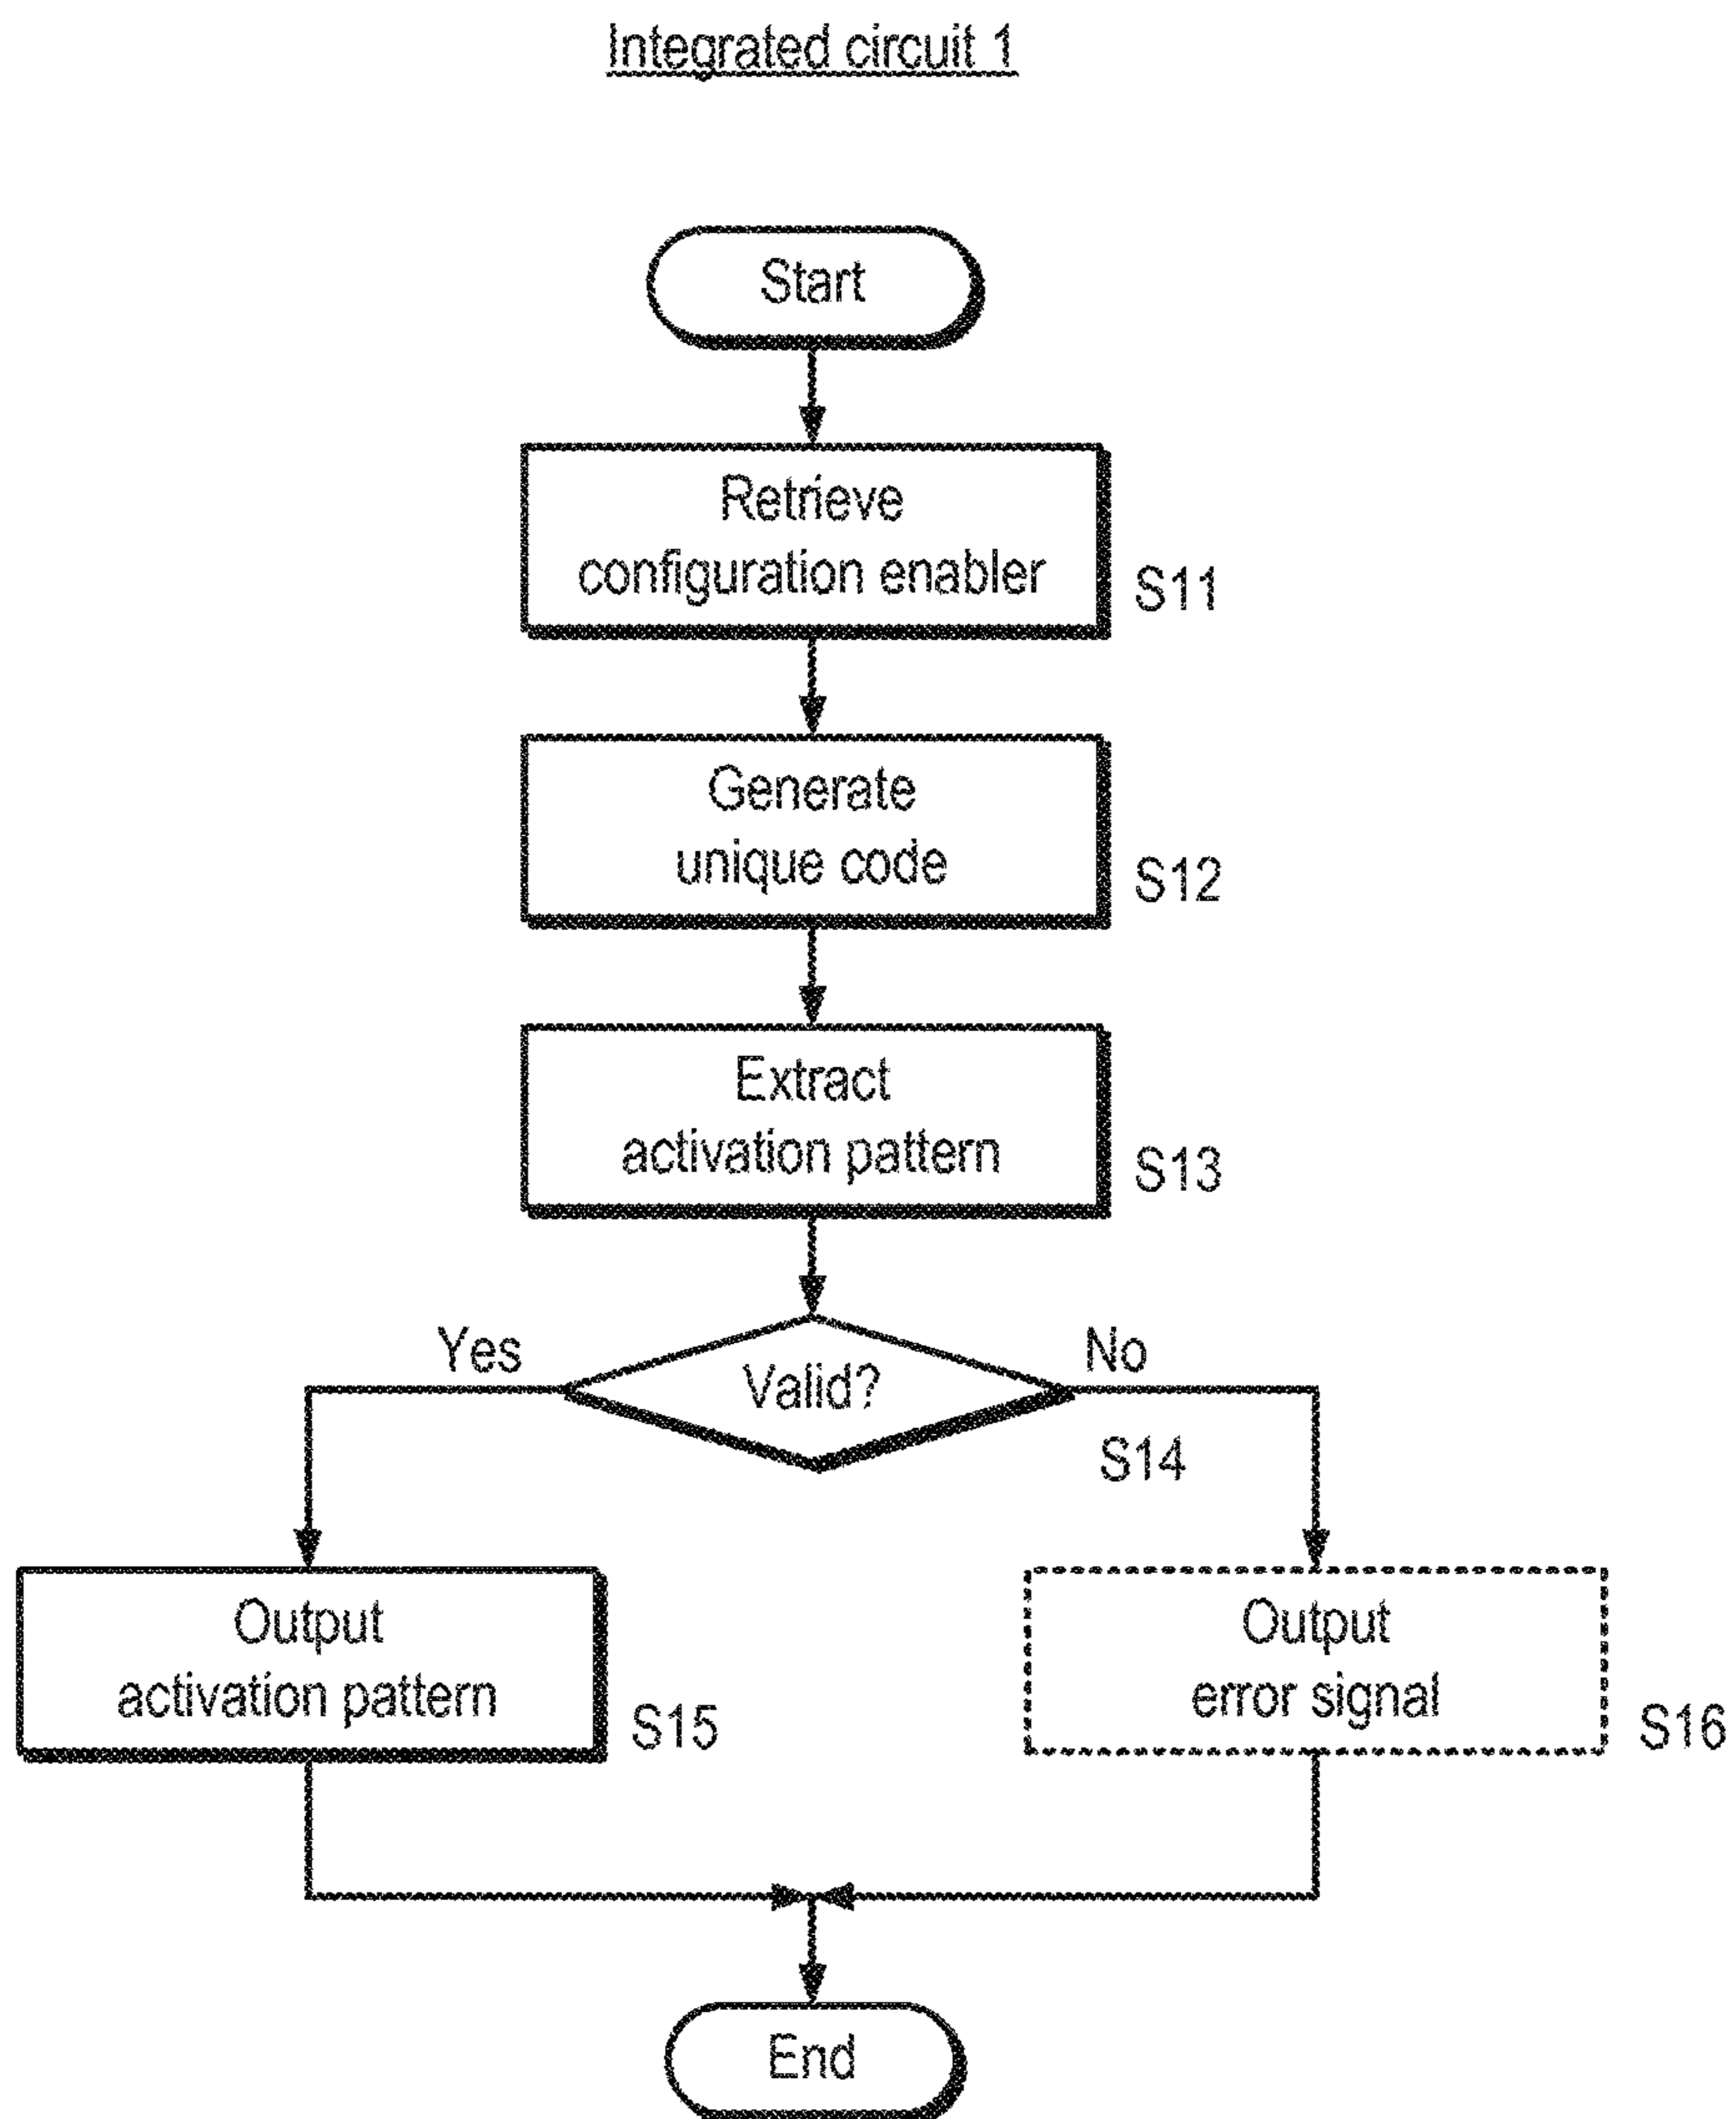 Integrated circuit 1
Start
Retrieve
configuration enabler
S11
Generate
unique code
S12
Extract
activation pattern
S13
Yes
Valid?
No
S14
Output
activation pattern
S15
Output
error signal
S16
End